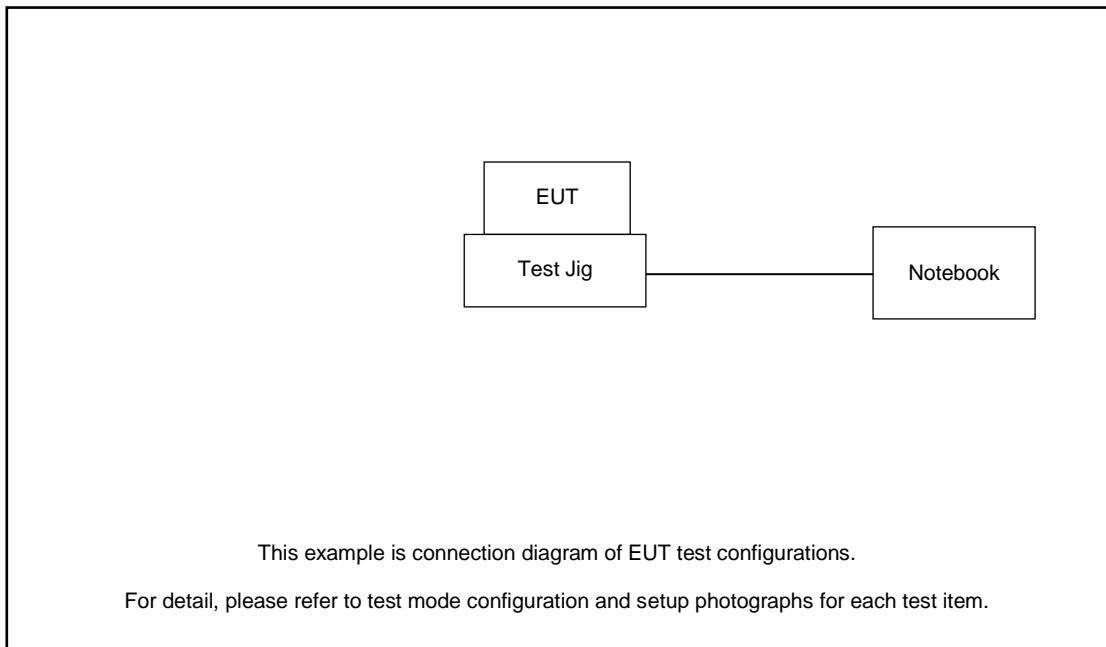 EUT
Test Jig
Notebook
This example is connection diagram of EUT test configurations.
For detail, please refer to test mode configuration and setup photographs for each test item.